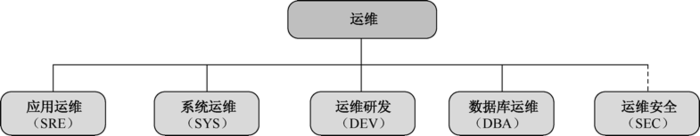 运维
应用运维
（SRE）
系统运维
（SYS）
运维研发
（DEV）
数据库运维
（DBA）
运维安全
（SEC）